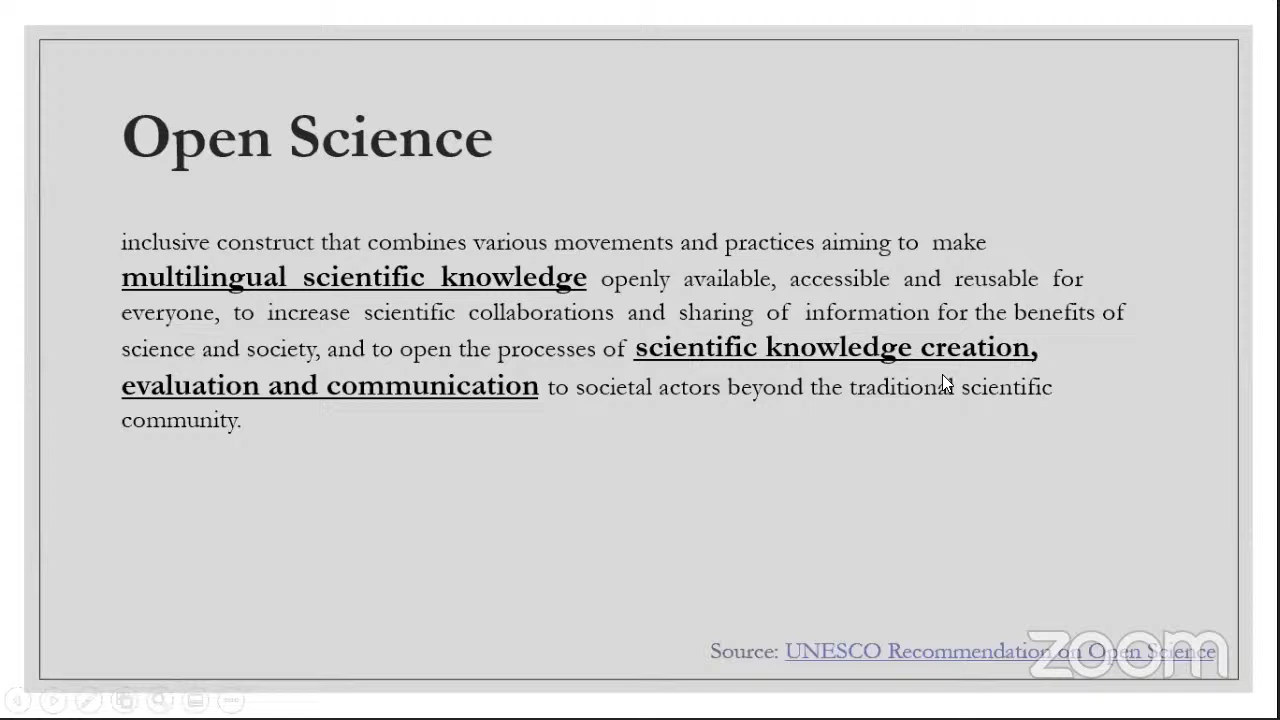 Open Science
inclusive construct that combines various movements and practices aiming to make
multilingual scientific knowledge openly available, accessible and reusable for
everyone, to increase scientific collaborations and sharing of information for the benefits of
science and society, and to open the processes of scientific knowledge creation,
evaluation and communication to societal actors beyond the traditional scientific
community.
Source: UNESCO Recommendation on Open Science
zoom